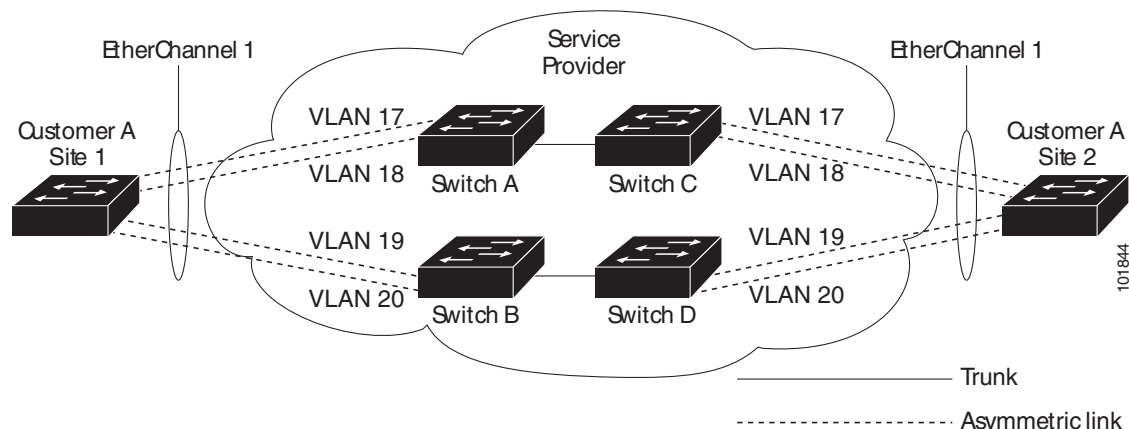 EtherChannel 1
Service
Provider
EtherChannel 1
Customer A
Site 1
VLAN 17
VLAN 18
Switch A
Switch C
VLAN 17
VLAN 18
Customer A
Site 2
VLAN 19
VLAN 20
Switch B
Switch D
VLAN 19
VLAN 20
101844
Trunk
Asymmetric link